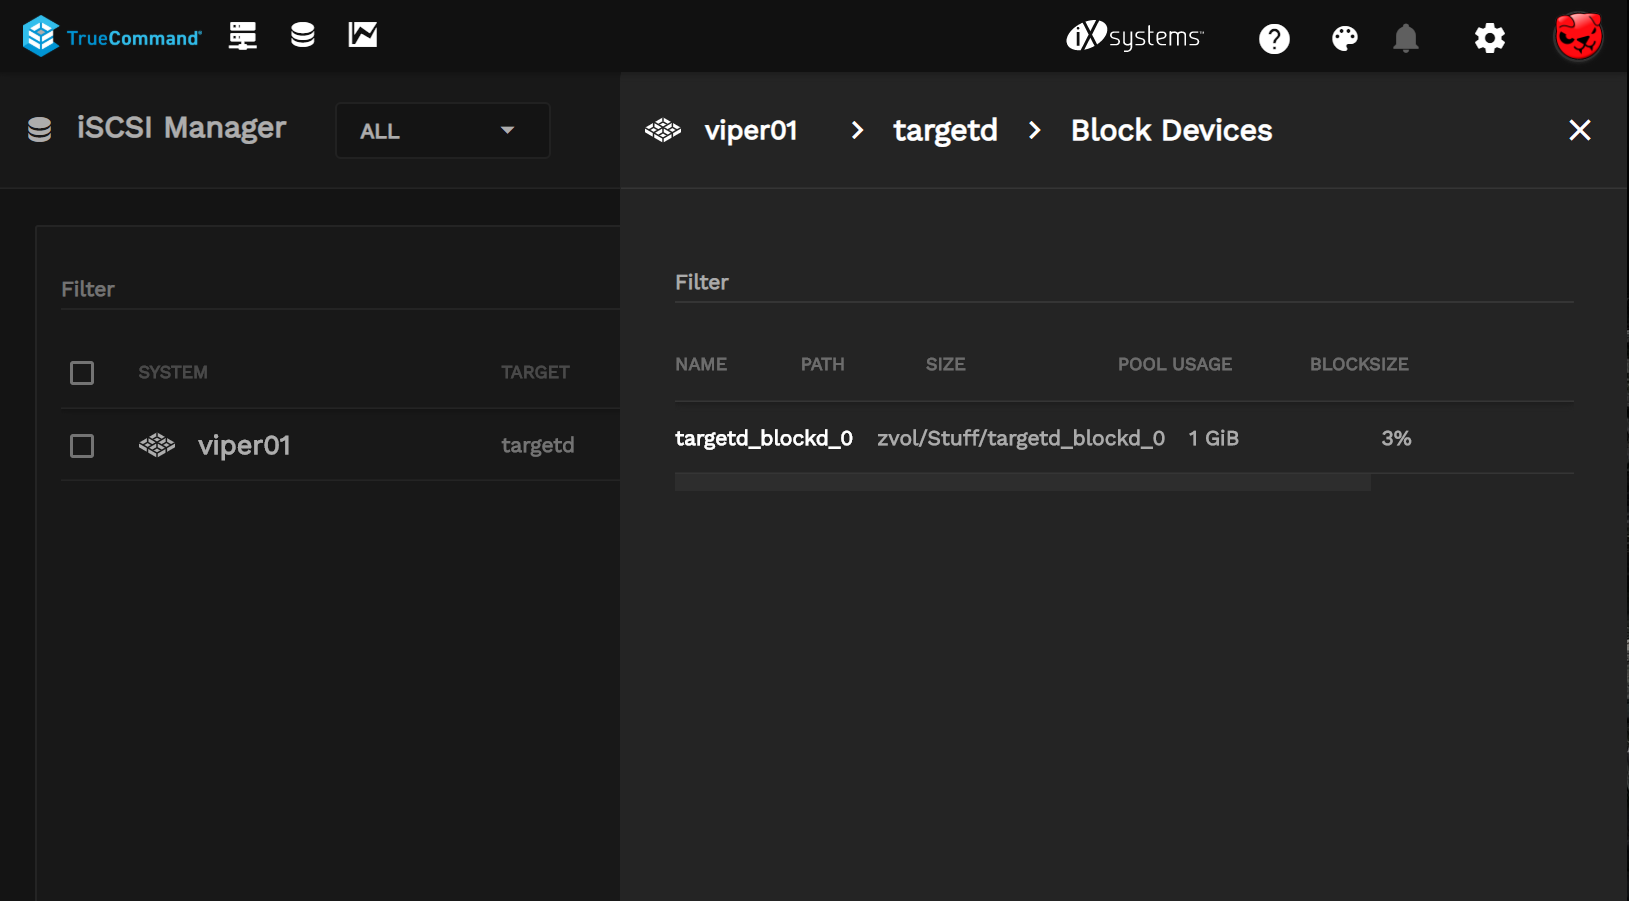 TrueCommand
iXsystems™
iSCSI Manager
ALL
viper01 > targetd > Block Devices
Filter
SYSTEM TARGET
viper01 targetd
Filter
NAME PATH SIZE POOL USAGE BLOCKSIZE
targetd_blockd_0 zvol/Stuff/targetd_blockd_0 1 GiB 3%